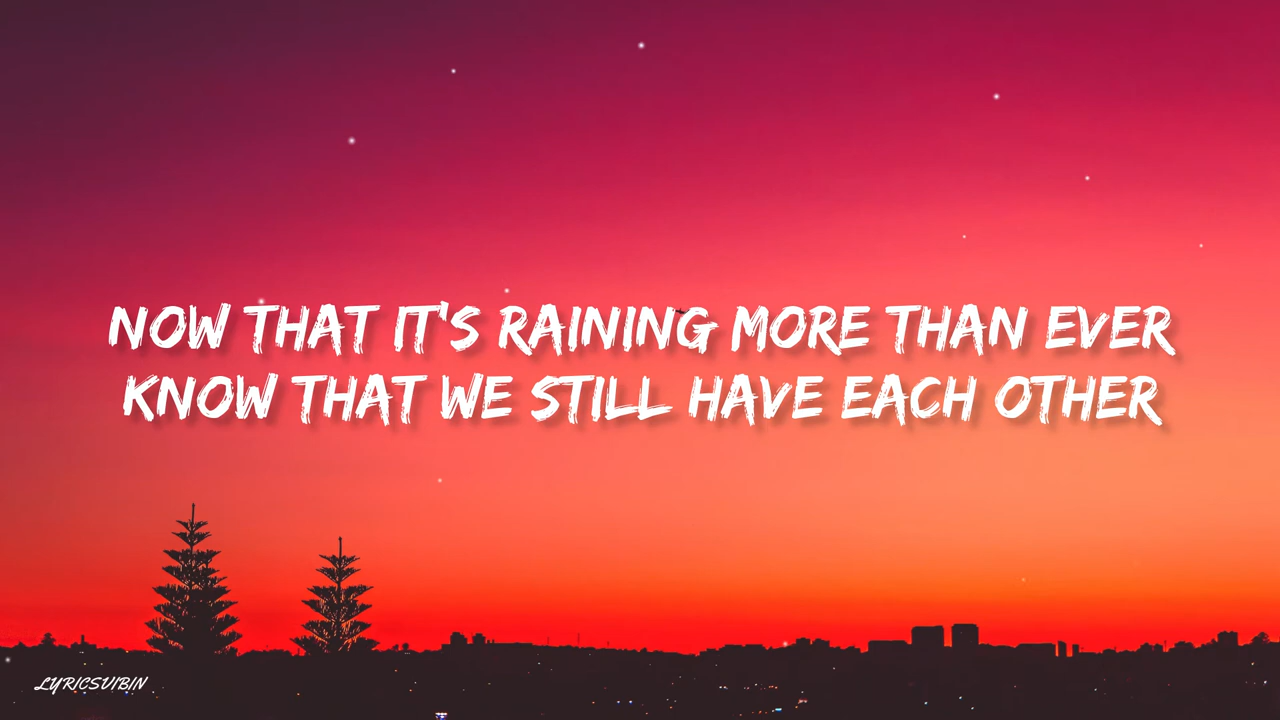 NOW THAT IT'S RAINING MORE THAN EVER
KNOW THAT WE STILL HAVE EACH OTHER
LYRICSVIBIN